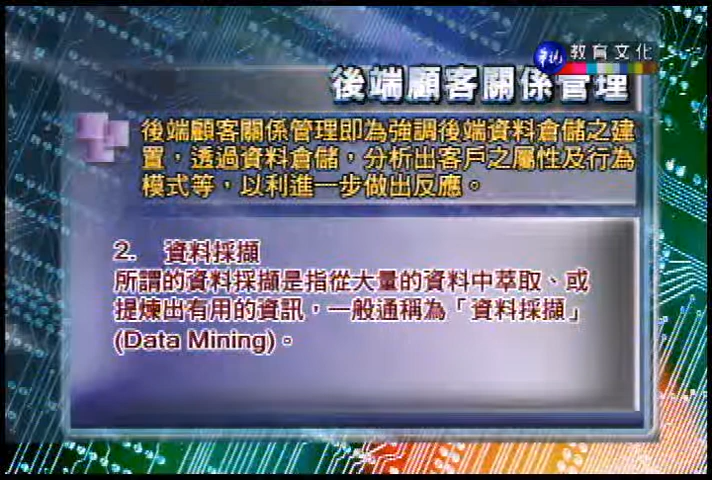 華視 教育文化
後端顧客關係管理
後端顧客關係管理即為強調後端資料倉儲之建
置，透過資料倉儲，分析出客戶之屬性及行為
模式等，以利進一步做出反應。
2. 資料採擷
所謂的資料採擷是指從大量的資料中萃取、或
提煉出有用的資訊，一般通稱為「資料採擷」
(Data Mining)。